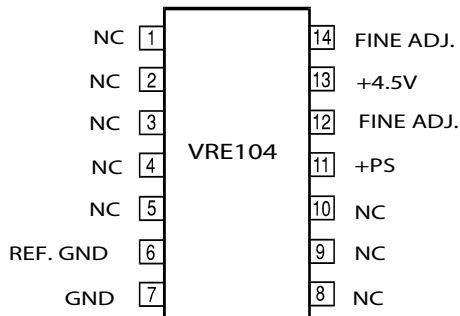 NC 1 14 FINE ADJ.
NC 2 13 +4.5V
NC 3 12 FINE ADJ.
VRE104
NC 4 11 +PS
NC 5 10 NC
REF. GND 6 9 NC
GND 7 8 NC